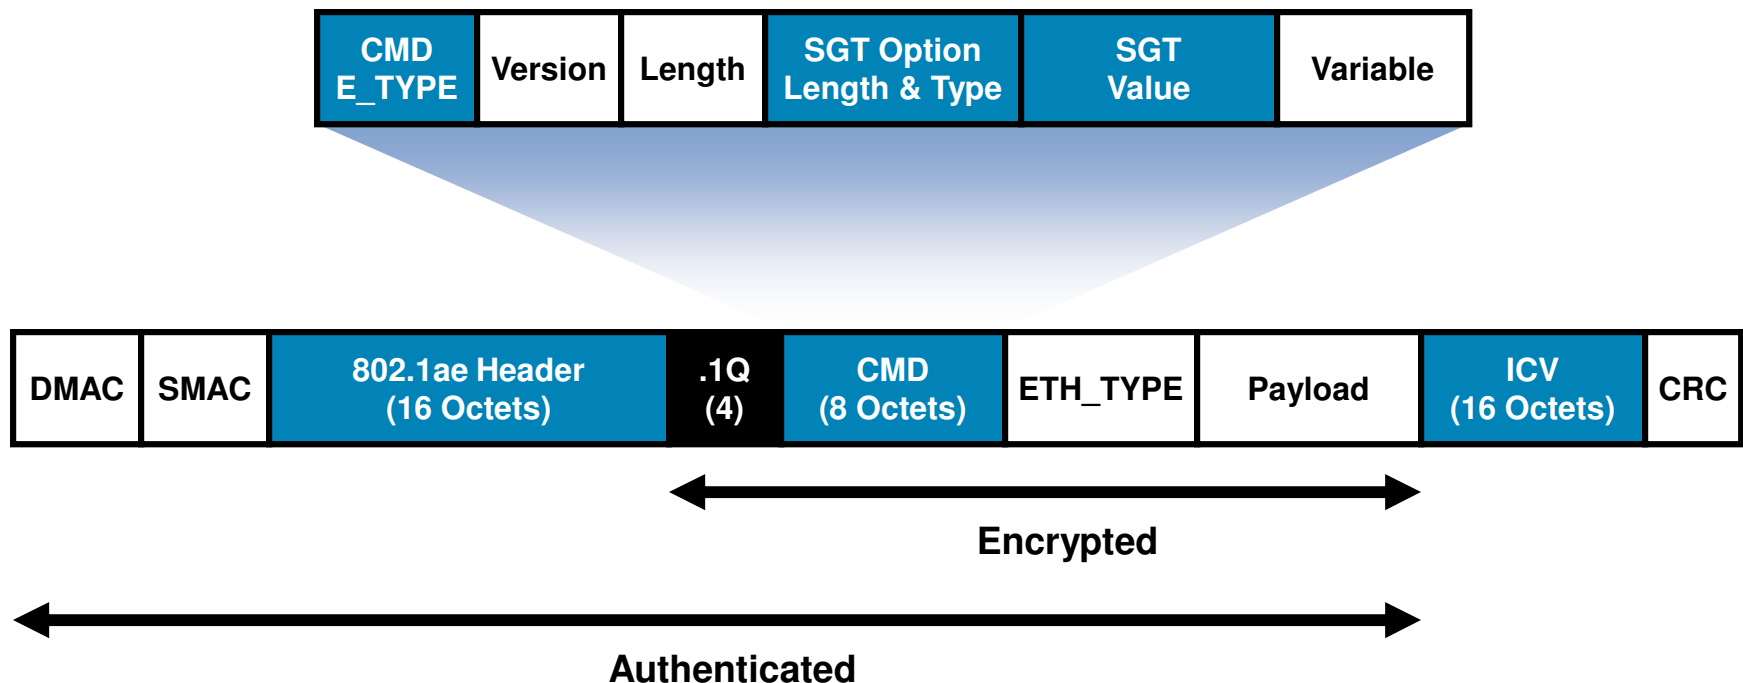 CMD
E_TYPE
Version
Length
SGT Option
Length & Type
SGT
Value
Variable
DMAC
SMAC
802.1ae Header
(16 Octets)
.1Q
(4)
CMD
(8 Octets)
ETH_TYPE
Payload
ICV
(16 Octets)
CRC
Encrypted
Authenticated